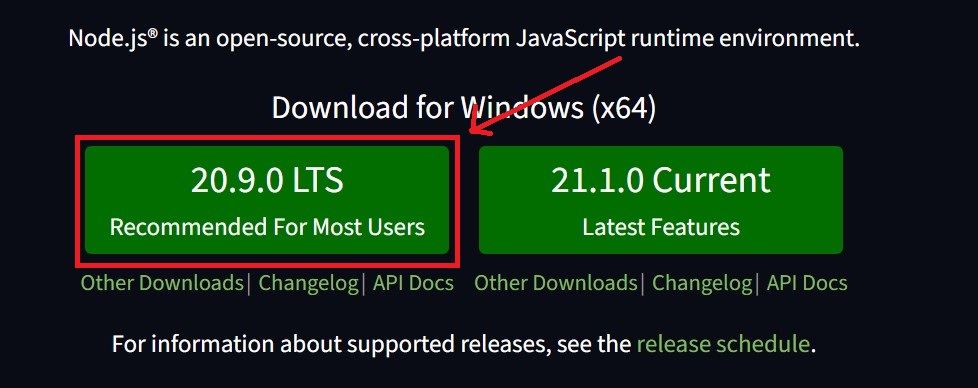 Node.js® is an open-source, cross-platform JavaScript runtime environment.
Download for Windows (x64)
20.9.0 LTS
Recommended For Most Users
21.1.0 Current
Latest Features
Other Downloads| Changelog| API Docs
Other Downloads| Changelog| API Docs
For information about supported releases, see the release schedule.